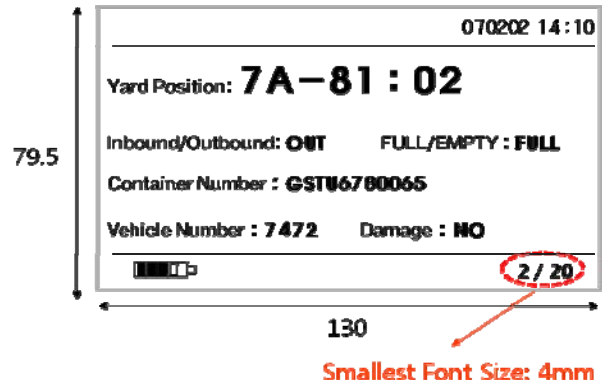 070202 14:10
Yard Position: 7A-81:02
Inbound/Outbound: OUT FULL/EMPTY: FULL
Container Number : GSTU6780065
79.5
Vehicle Number : 7472 Damage : NO
2/20
130
Smallest Font Size: 4mm